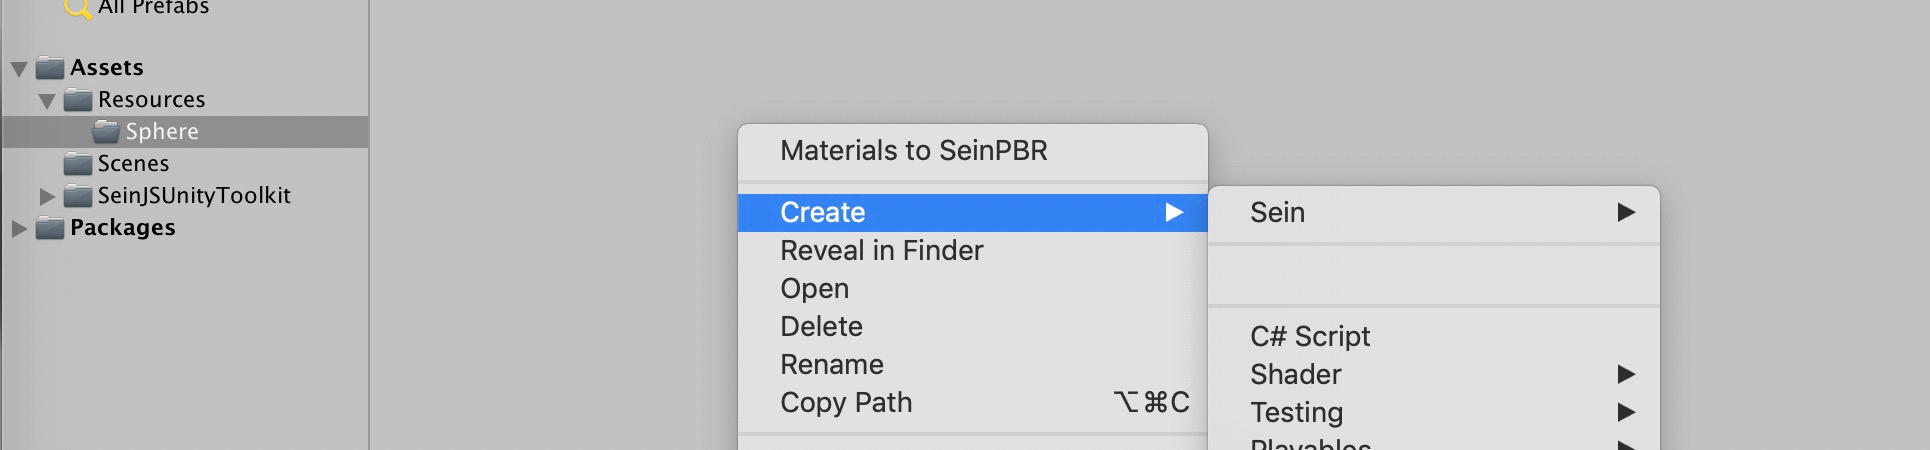 All Prefabs
Assets
Resources
Sphere
Scenes
SeinJSUnityToolkit
Packages
Materials to SeinPBR
Create
Reveal in Finder
Open
Delete
Rename
Copy Path ⌥⌘C
Sein
C# Script
Shader
Testing
Playables